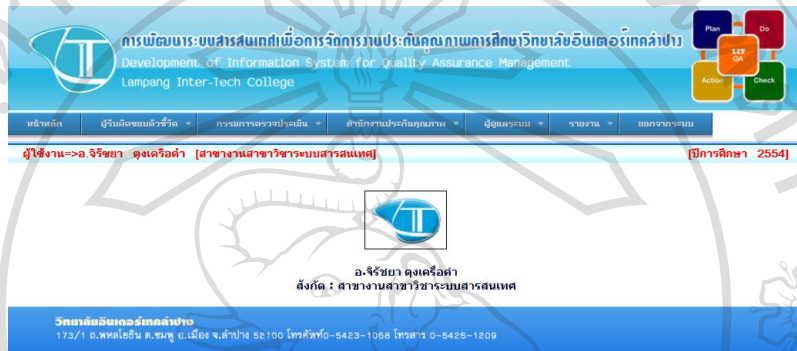 การพัฒนาระบบสารสนเทศเพื่อการจัดการงานประกันคุณภาพการศึกษาวิทยาลัยอินเตอร์เทคลำปาง
Development of Information System for Quality Assurance Management
Lampang Inter-Tech College
Plan Do
LIT
QA
Action Check
หน้าหลัก ผู้รับผิดชอบตัวชี้วัด กรรมการตรวจประเมิน สำนักงานประกันคุณภาพ ผู้ดูแลระบบ รายงาน ออกจากระบบ
ผู้ใช้งาน=>อ.จิรัชยา ตุงเครือคำ [สาขางานสาขาวิชาระบบสารสนเทศ] [ปีการศึกษา 2554]
อ.จิรัชยา ตุงเครือคำ
สังกัด : สาขางานสาขาวิชาระบบสารสนเทศ
วิทยาลัยอินเตอร์เทคลำปาง
173/1 ถ.พหลโยธิน ต.ชมพู อ.เมือง จ.ลำปาง 52100 โทรศัพท์0-5423-1068 โทรสาร 0-5425-1209